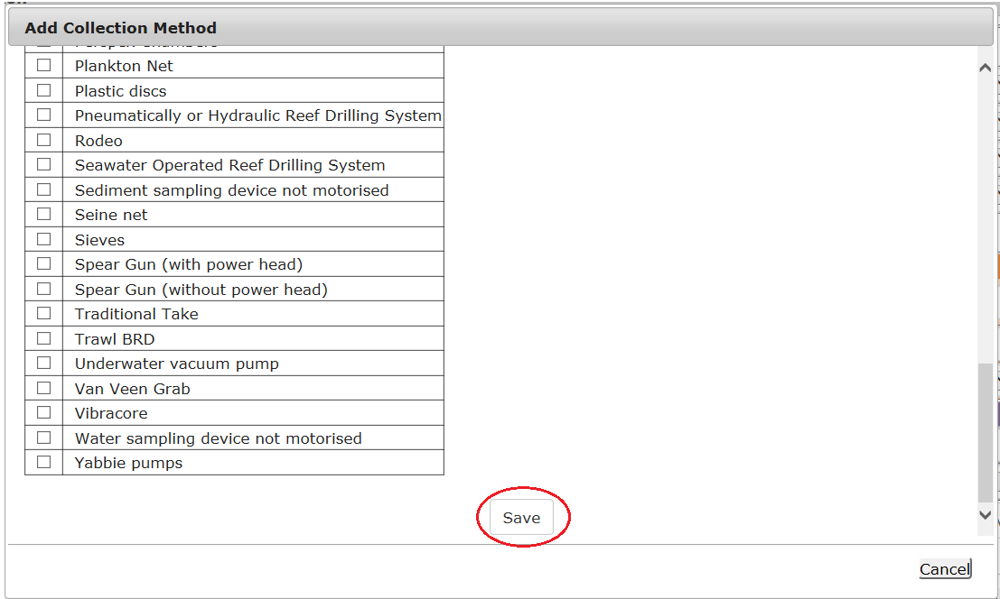 Add Collection Method
Plankton Net
Plastic discs
Pneumatically or Hydraulic Reef Drilling System
Rodeo
Seawater Operated Reef Drilling System
Sediment sampling device not motorised
Seine net
Sieves
Spear Gun (with power head)
Spear Gun (without power head)
Traditional Take
Trawl BRD
Underwater vacuum pump
Van Veen Grab
Vibracore
Water sampling device not motorised
Yabbie pumps
Save
Cancel